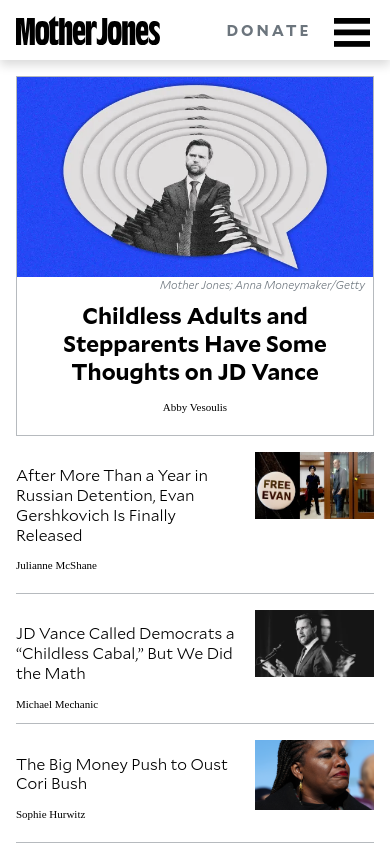 Mother Jones
DONATE
Mother Jones; Anna Moneymaker/Getty
Childless Adults and
Stepparents Have Some
Thoughts on JD Vance
Abby Vesoulis
After More Than a Year in
Russian Detention, Evan
Gershkovich Is Finally
Released
FREE
EVAN
Julianne McShane
JD Vance Called Democrats a
“Childless Cabal,” But We Did
the Math
Michael Mechanic
The Big Money Push to Oust
Cori Bush
Sophie Hurwitz